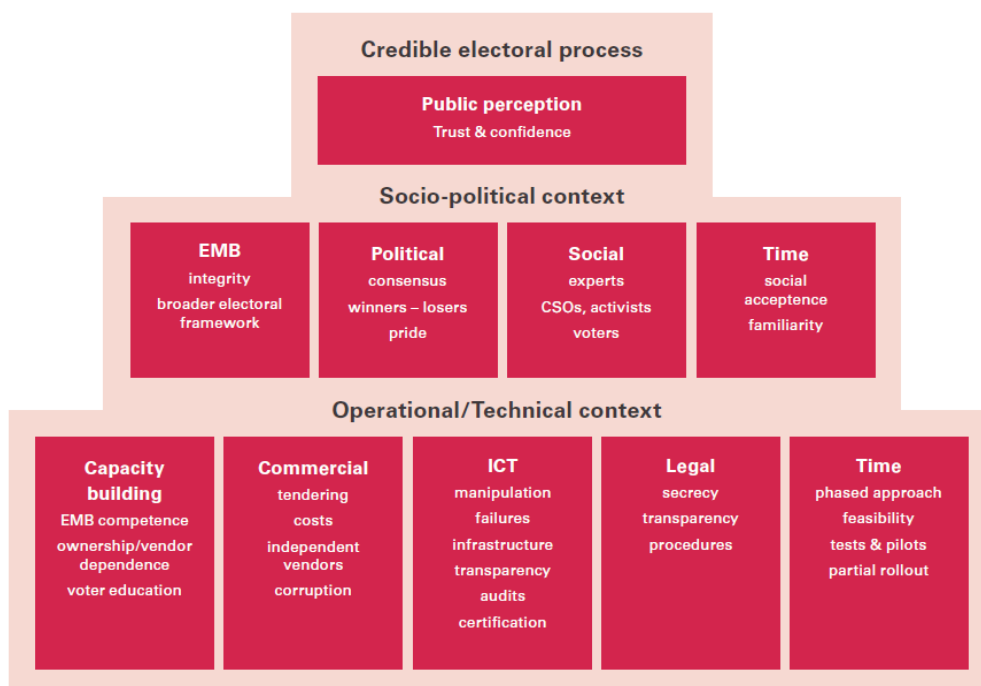 Credible electoral process
Public perception
Trust & confidence
Socio-political context
EMB
integrity
broader electoral
framework
Political
consensus
winners – losers
pride
Social
experts
CSOs, activists
voters
Time
social
acceptence
familiarity
Operational/Technical context
Capacity
building
EMB competence
ownership/vendor
dependence
voter education
Commercial
tendering
costs
independent
vendors
corruption
ICT
manipulation
failures
infrastructure
transparency
audits
certification
Legal
secrecy
transparency
procedures
Time
phased approach
feasibility
tests & pilots
partial rollout